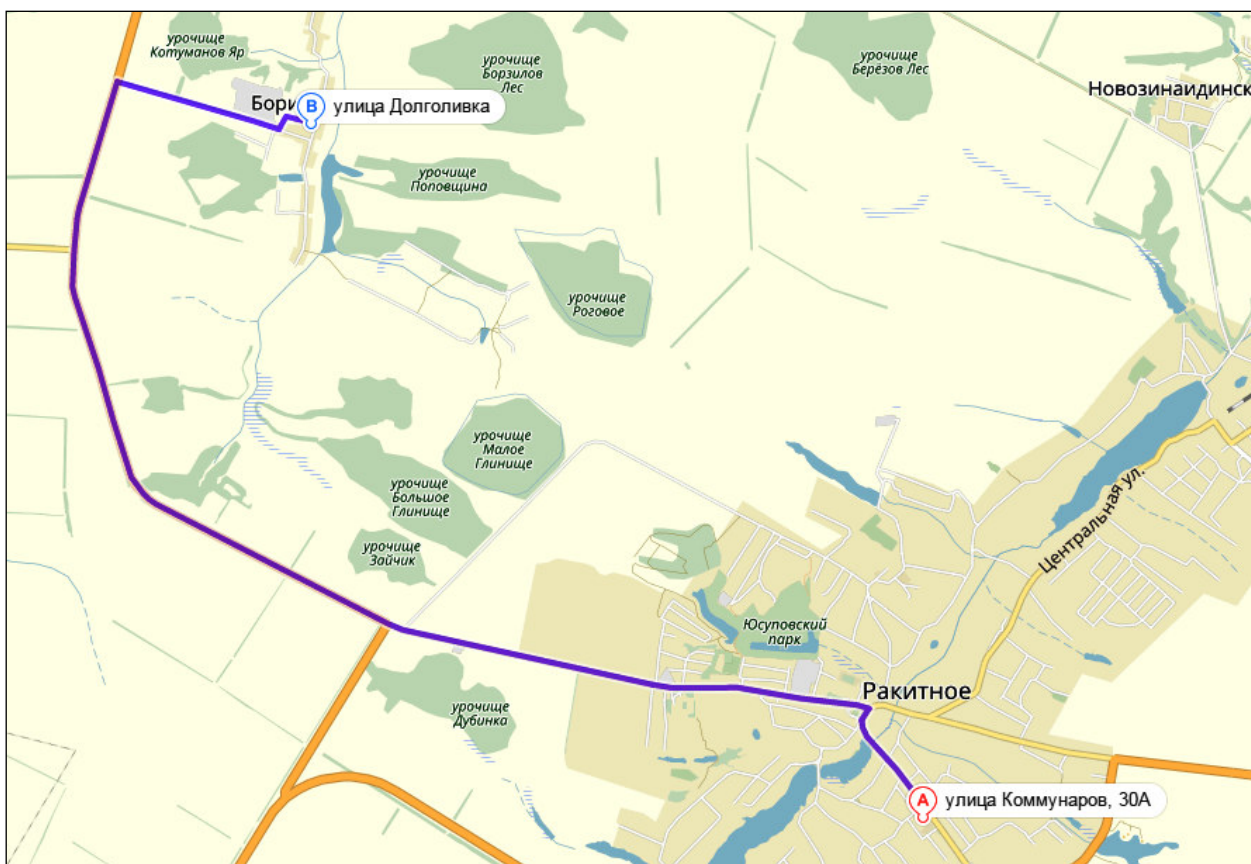 урочище
Котуманов Яр
урочище
Борзилов
Лес
урочище
Берёзов Лес
Новозинаидинск
Бори
B
улица Долголивка
урочище
Поповщина
урочище
Роговое
урочище
Малое
Глинище
урочище
Большое
Глинище
урочище
Зайчик
Центральная ул.
Юсуповский
парк
Ракитное
урочище
Дубинка
A
улица Коммунаров, 30А